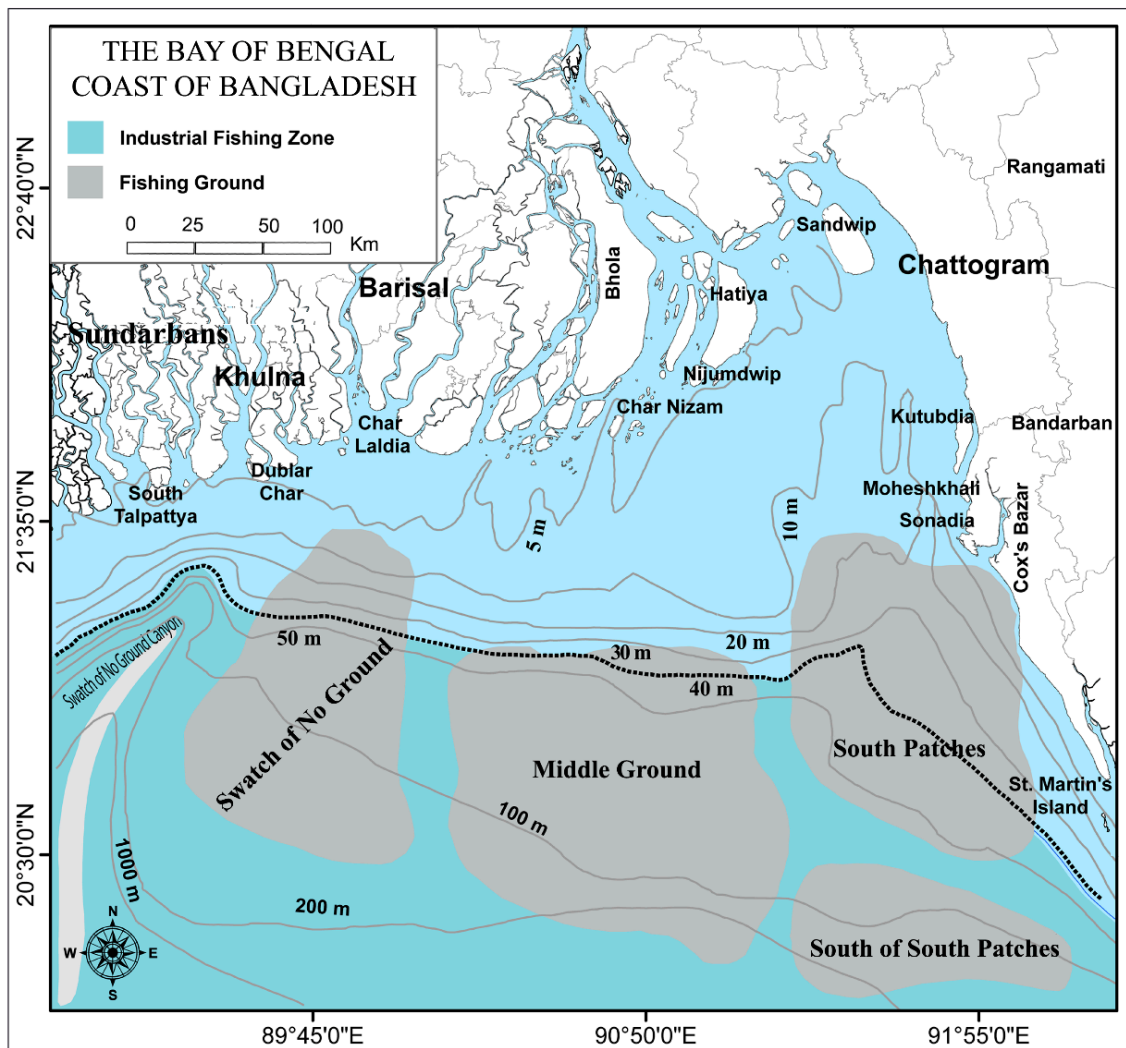 THE BAY OF BENGAL
COAST OF BANGLADESH
Industrial Fishing Zone
Fishing Ground
0 25 50 100
Km
22°40'0"N
21°35'0"N
20°30'0"N
Rangamati
Sandwip
Chattogram
Bhola
Barisal
Hatiya
Sundarbans
Khulna
Nijumdwip
Char Nizam
Kutubdia
Bandarban
Char
Laldia
Dublar
Char
South
Talpattya
Moheshkhali
Sonadia
Cox's Bazar
5 m
10 m
20 m
30 m
40 m
50 m
Swatch of No Ground Canyon
Swatch of No Ground
Middle Ground
South Patches
St. Martin's
Island
100 m
1000 m
200 m
South of South Patches
N
W E
S
89°45'0"E
90°50'0"E
91°55'0"E